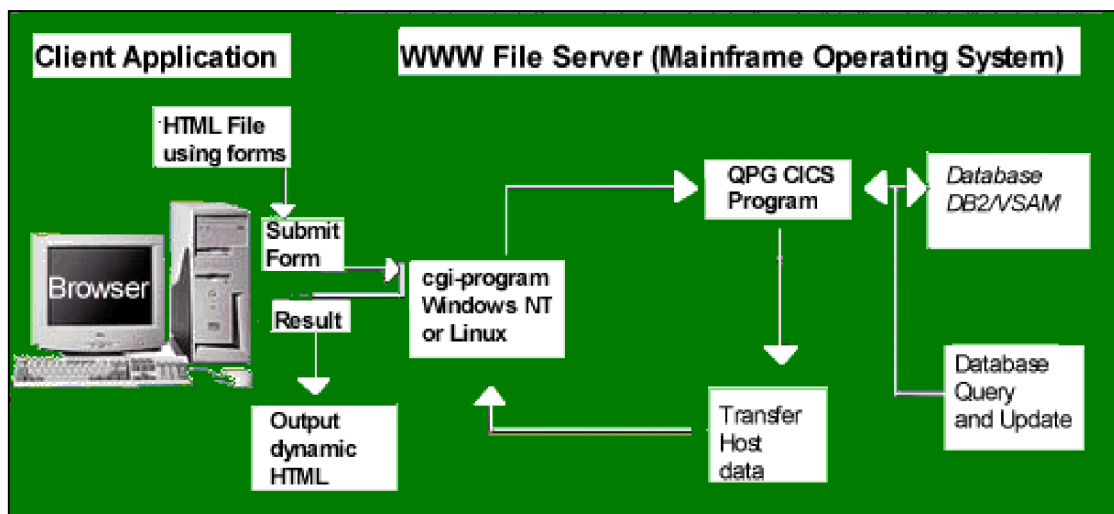 Client Application
WWW File Server (Mainframe Operating System)
HTML File
using forms
Submit
Form
Browser
Result
Output
dynamic
HTML
cgi-program
Windows NT
or Linux
QPG CICS
Program
Transfer
Host
data
Database
DB2/VSAM
Database
Query
and Update